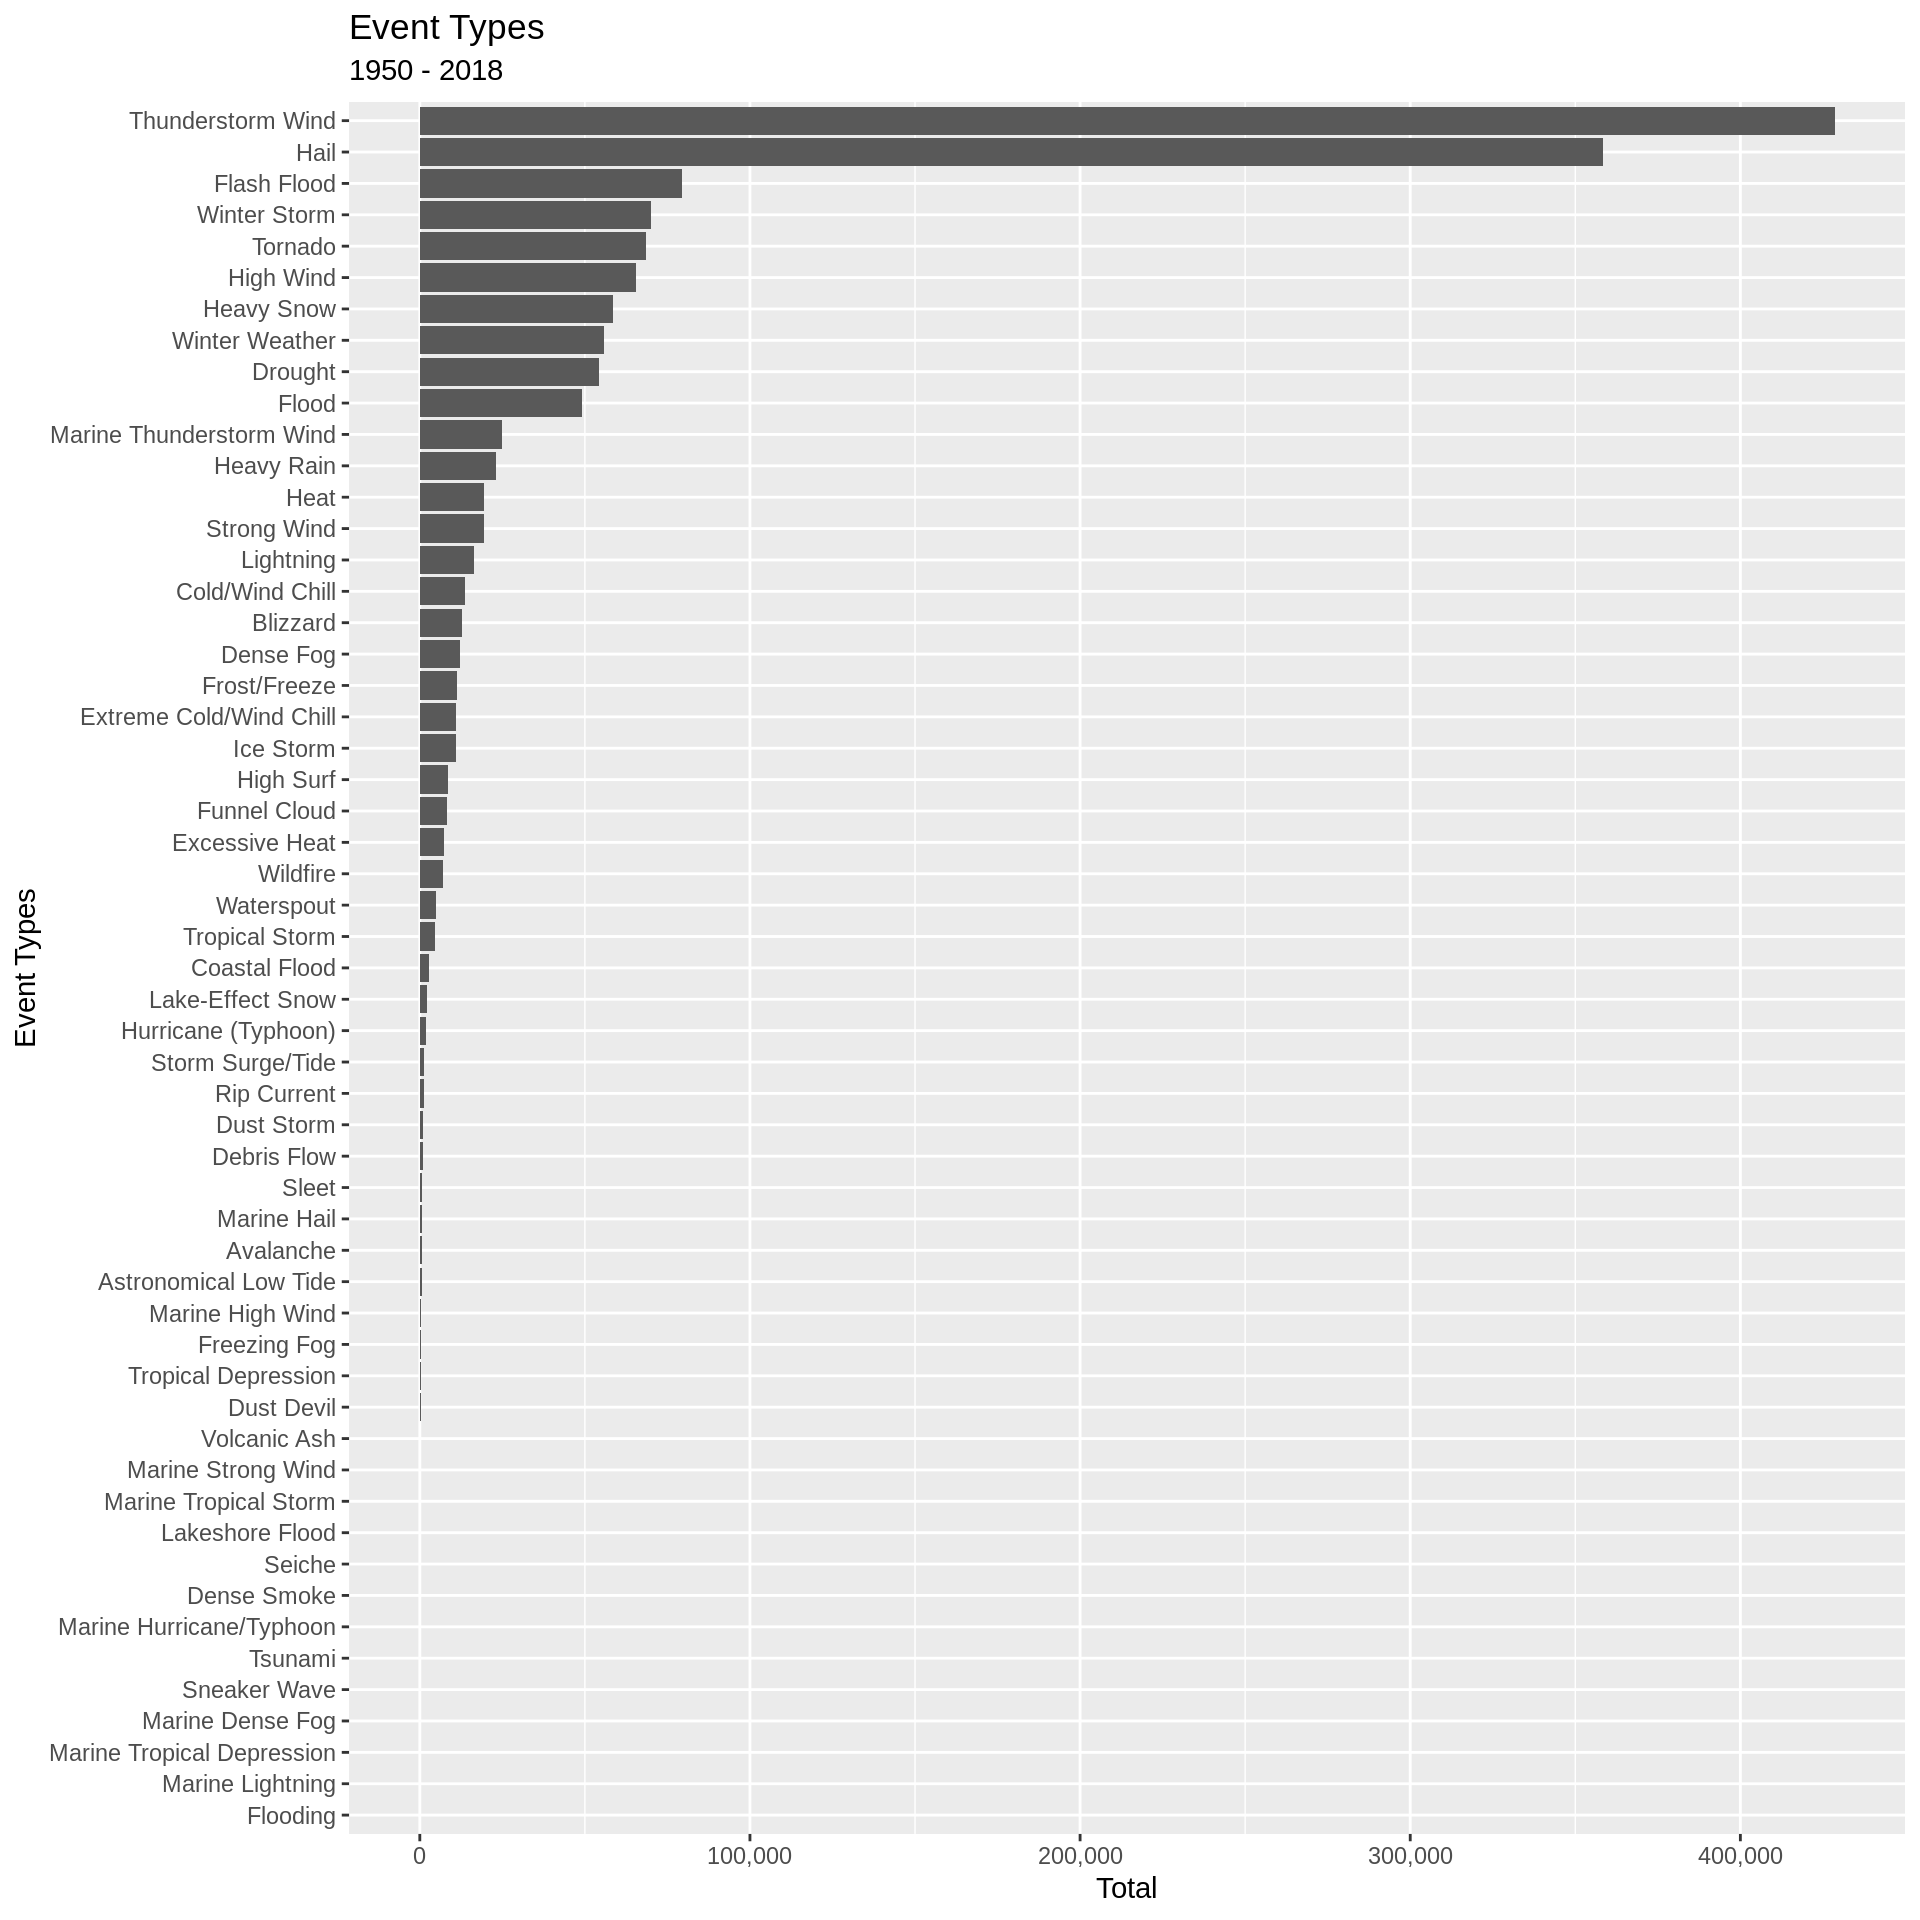 Event Types
1950 - 2018
Thunderstorm Wind
Hail
Flash Flood
Winter Storm
Tornado
High Wind
Heavy Snow
Winter Weather
Drought
Flood
Marine Thunderstorm Wind
Heavy Rain
Heat
Strong Wind
Lightning
Cold/Wind Chill
Blizzard
Dense Fog
Frost/Freeze
Extreme Cold/Wind Chill
Ice Storm
High Surf
Funnel Cloud
Excessive Heat
Wildfire
Waterspout
Tropical Storm
Coastal Flood
Lake-Effect Snow
Hurricane (Typhoon)
Storm Surge/Tide
Rip Current
Dust Storm
Debris Flow
Sleet
Marine Hail
Avalanche
Astronomical Low Tide
Marine High Wind
Freezing Fog
Tropical Depression
Dust Devil
Volcanic Ash
Marine Strong Wind
Marine Tropical Storm
Lakeshore Flood
Seiche
Dense Smoke
Marine Hurricane/Typhoon
Tsunami
Sneaker Wave
Marine Dense Fog
Marine Tropical Depression
Marine Lightning
Flooding
Event Types
0 100,000 200,000 300,000 400,000
Total